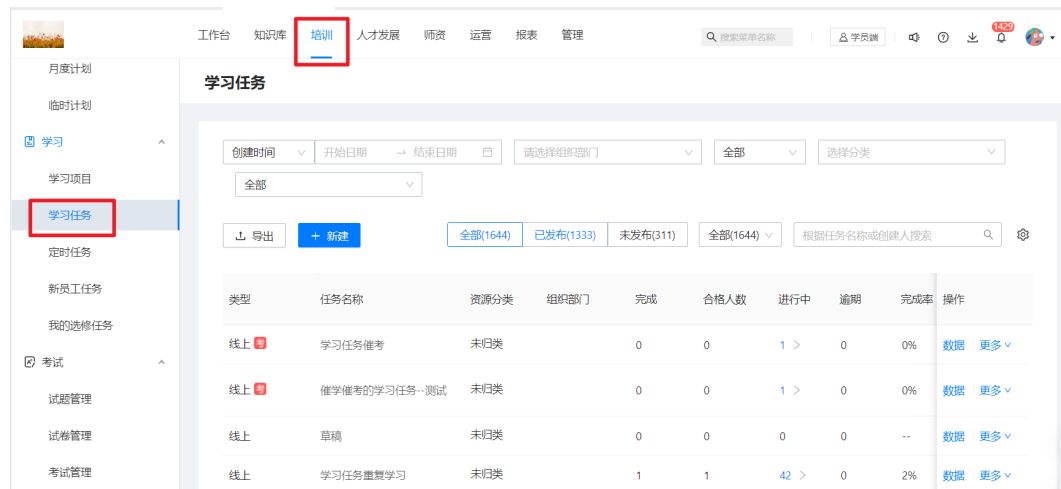 工作台 知识库 培训 人才发展 师资 运营 报表 管理 搜索菜单名称 学员端 1429
月度计划
临时计划
学习
学习项目
学习任务
定时任务
新员工任务
我的选修任务
考试
试题管理
试卷管理
考试管理
学习任务
创建时间 开始日期 → 结束日期 请选择组织部门 全部 选择分类
全部
导出 + 新建 全部(1644) 已发布(1333) 未发布(311) 全部(1644) 根据任务名称或创建人搜索
类型 任务名称 资源分类 组织部门 完成 合格人数 进行中 逾期 完成率 操作
线上 考 学习任务催考 未归类 0 0 1 > 0 0% 数据 更多
线上 考 催学催考的学习任务--测试 未归类 0 0 1 > 0 0% 数据 更多
线上 草稿 未归类 0 0 0 0 -- 数据 更多
线上 学习任务重复学习 未归类 1 1 42 > 0 2% 数据 更多